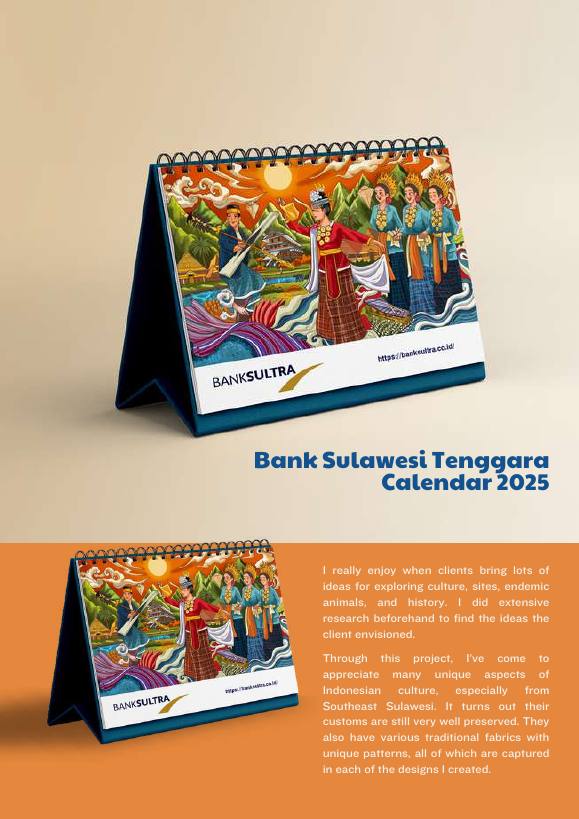 BANKSULTRA
https://banksultra.co.id/
Bank Sulawesi Tenggara
Calendar 2025
I really enjoy when clients bring lots of
ideas for exploring culture, sites, endemic
animals, and history. I did extensive
research beforehand to find the ideas the
client envisioned.
Through this project, I've come to
appreciate many unique aspects of
Indonesian culture, especially from
Southeast Sulawesi. It turns out their
customs are still very well preserved. They
also have various traditional fabrics with
unique patterns, all of which are captured
in each of the designs I created.
BANKSULTRA
https://banksultra.co.id/